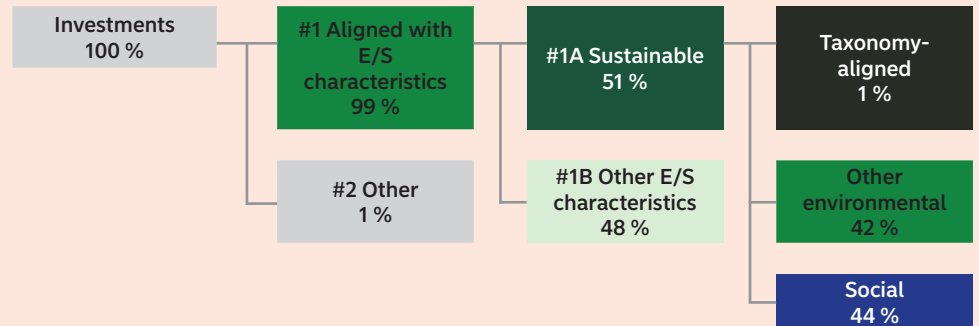 Investments
100 %
#1 Aligned with
E/S
characteristics
99 %
#2 Other
1 %
#1A Sustainable
51 %
#1B Other E/S
characteristics
48 %
Taxonomy-
aligned
1 %
Other
environmental
42 %
Social
44 %